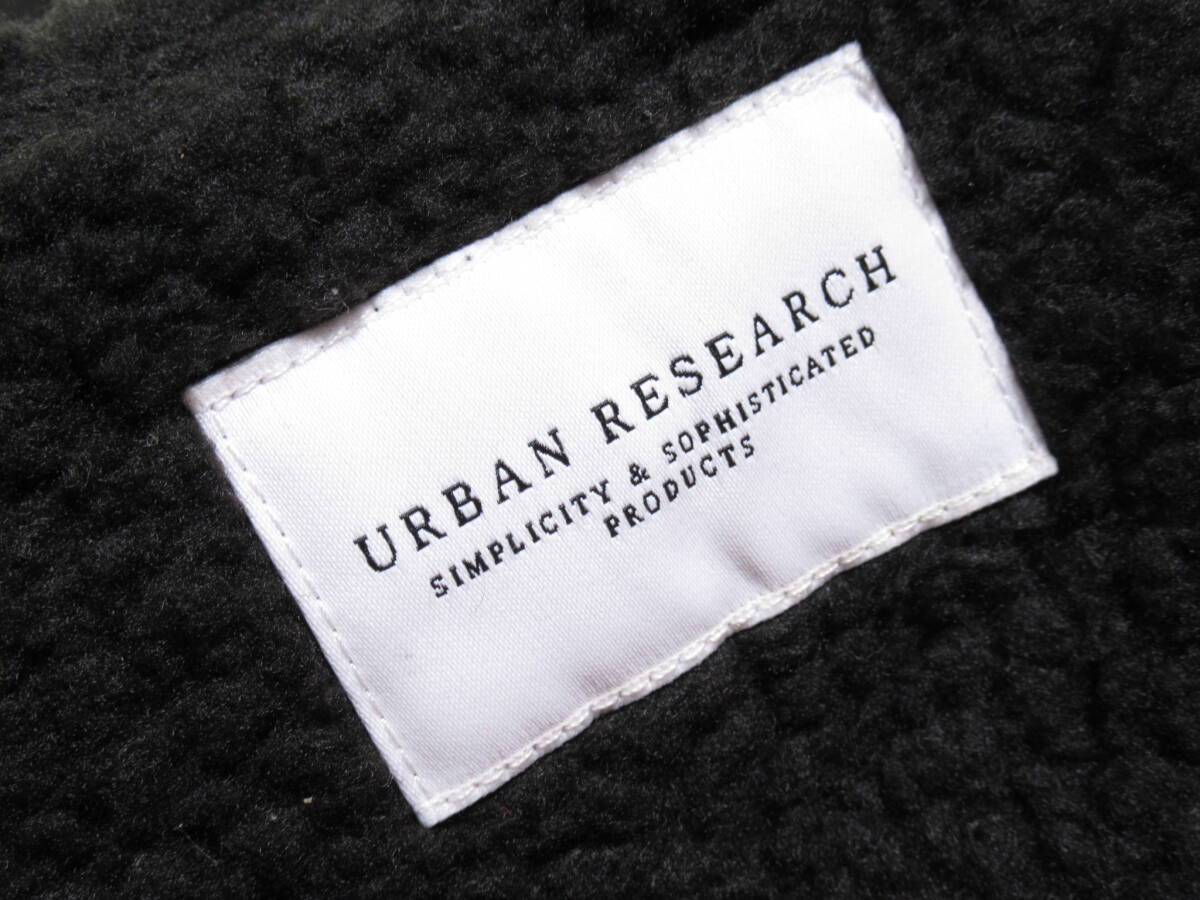 URBAN RESEARCH
SIMPLICITY & SOPHISTICATED
PRODUCTS